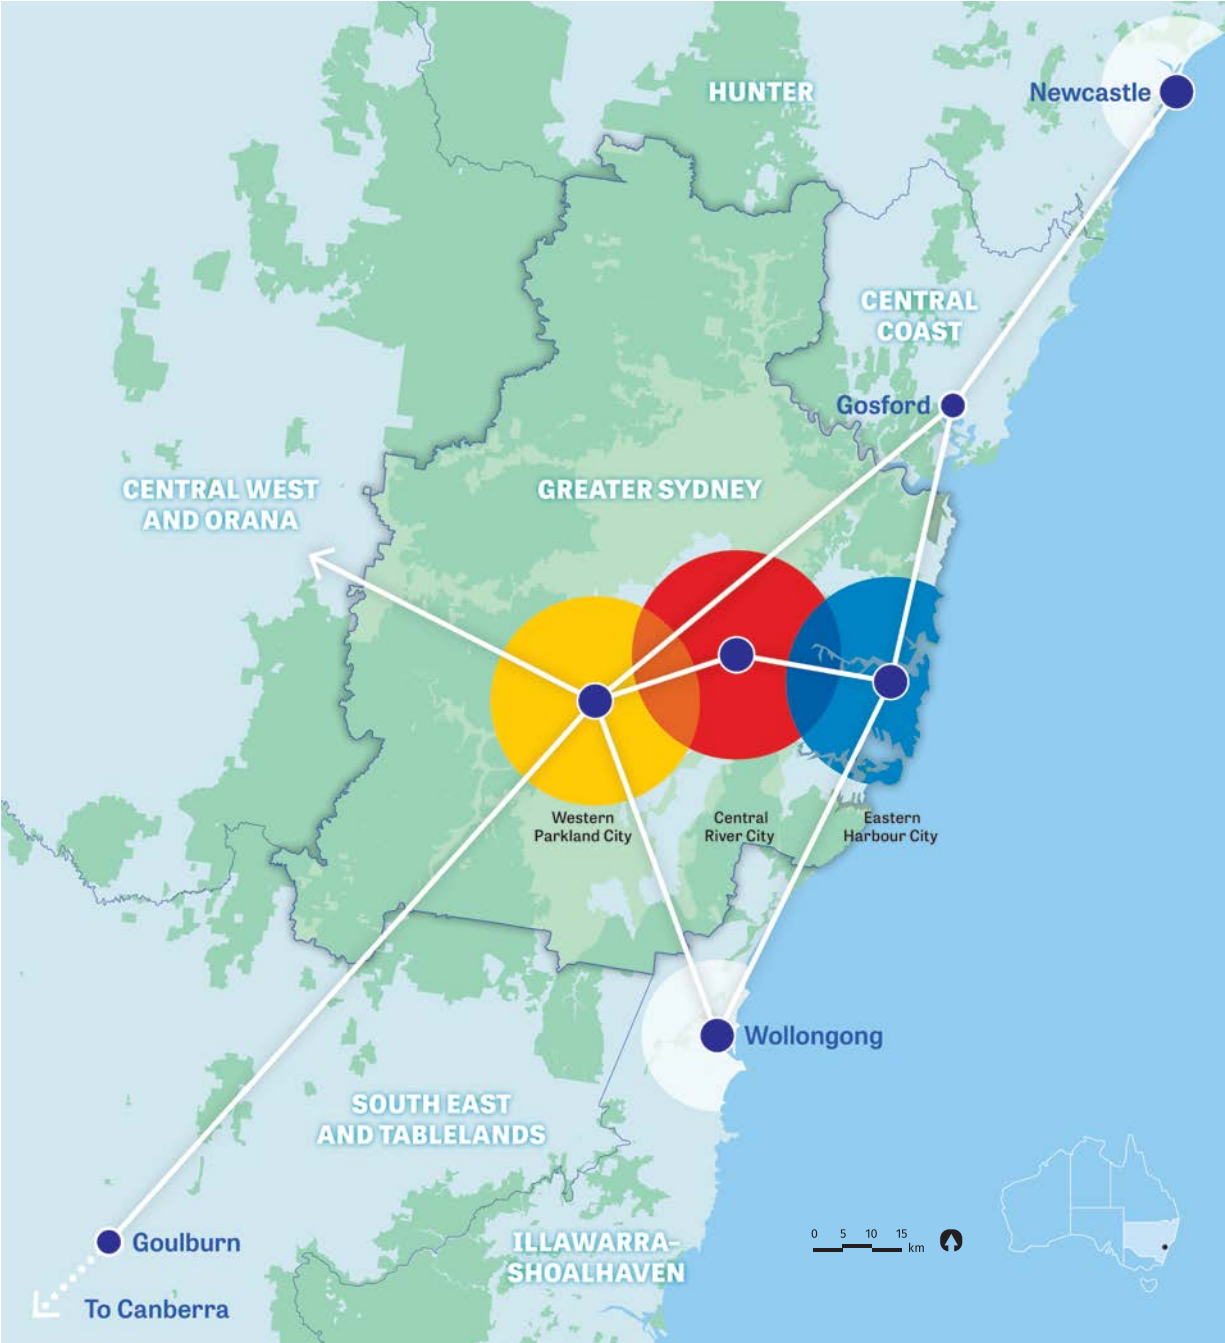 HUNTER
Newcastle
CENTRAL
COAST
Gosford
CENTRAL WEST
AND ORANA
GREATER SYDNEY
Western
Parkland City
Central
River City
Eastern
Harbour City
Wollongong
SOUTH EAST
AND TABLELANDS
Goulburn
ILLAWARRA-
SHOALHAVEN
0 5 10 15
km
To Canberra